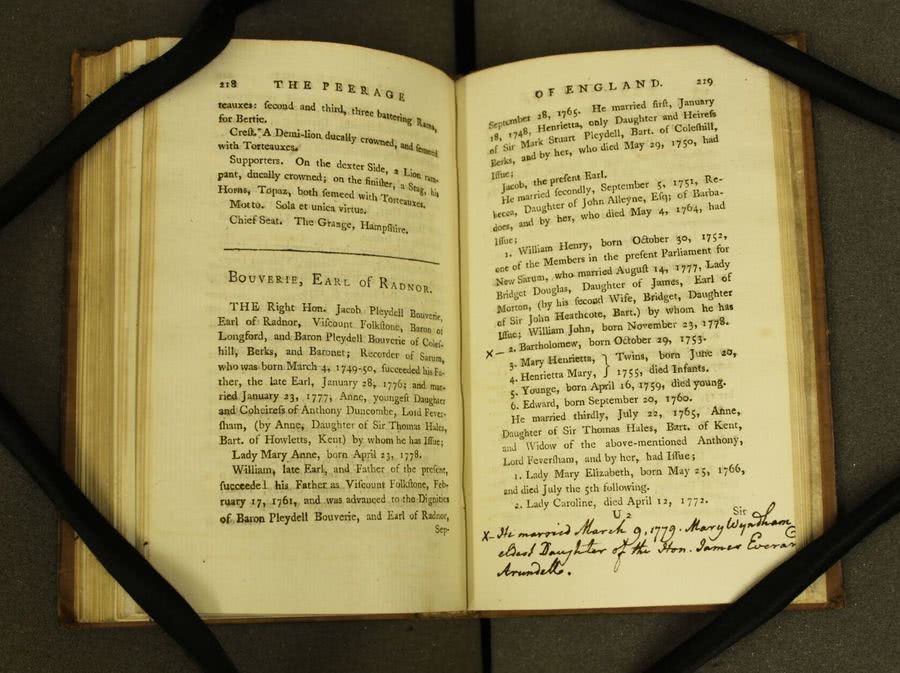 218 THE PEERAGE
teauxes: ſecond and third, three battering Rams,
for Bertie.
Creſt. A Demi-lion ducally crowned, and ſemeed
with Torteauxes.
Supporters. On the dexter Side, a Lion ram-
pant, ducally crowned; on the ſiniſter, a Stag, his
Horns, Topaz, both ſemeed with Torteauxes.
Motto. Sola et unica virtus.
Chief Seat. The Grange, Hampſhire.
BOUVERIE, EARL of RADNOR.
THE Right Hon. Jacob Pleydell Bouverie,
Earl of Radnor, Viſcount Folkſtone, Baron of
Longford, and Baron Pleydell Bouverie of Coleſ-
hill, Berks, and Baronet; Recorder of Sarum,
who was born March 4, 1749-50, ſucceeded his Fa-
ther, the late Earl, January 28, 1776; and mar-
ried January 23, 1777, Anne, youngeſt Daughter
and Coheireſs of Anthony Duncombe, Lord Fever-
ſham, (by Anne, Daughter of Sir Thomas Hales,
Bart. of Howletts, Kent) by whom he has Iſſue;
Lady Mary Anne, born April 23, 1778.
William, late Earl, and Father of the preſent,
ſucceeded his Father as Viſcount Folkſtone, Feb-
ruary 17, 1761, and was advanced to the Dignities
of Baron Pleydell Bouverie, and Earl of Radnor,
Sep-
OF ENGLAND. 219
September 28, 1765. He married firſt, January
18, 1748, Henrietta, only Daughter and Heireſs
of Sir Mark Stuart Pleydell, Bart. of Coleſhill,
Berks, and by her, who died May 29, 1750, had
Iſſue;
Jacob, the preſent Earl.
He married ſecondly, September 5, 1751, Re-
becca, Daughter of John Alleyne, Eſq; of Barba-
does, and by her, who died May 4, 1764, had
Iſſue;
1. William Henry, born October 30, 1752,
one of the Members in the preſent Parliament for
New Sarum, who married Auguſt 14, 1777, Lady
Bridget Douglas, Daughter of James, Earl of
Morton, (by his ſecond Wife, Bridget, Daughter
of Sir John Heathcote, Bart.) by whom he has
Iſſue; William John, born November 23, 1778.
X — 2. Bartholomew, born October 29, 1753.
3. Mary Henrietta, } Twins, born June 20,
4. Henrietta Mary, } 1755, died Infants.
5. Younge, born April 16, 1759, died young.
6. Edward, born September 20, 1760.
He married thirdly, July 22, 1765, Anne,
Daughter of Sir Thomas Hales, Bart. of Kent,
and Widow of the above-mentioned Anthony,
Lord Feverſham, and by her, had Iſſue;
1. Lady Mary Elizabeth, born May 25, 1766,
and died July the 5th following.
2. Lady Caroline, died April 12, 1772.
U 2 Sir
X — He married March 9, 1779. Mary Wyndham
eldest Daughter of the Hon. James Everard
Arundell.